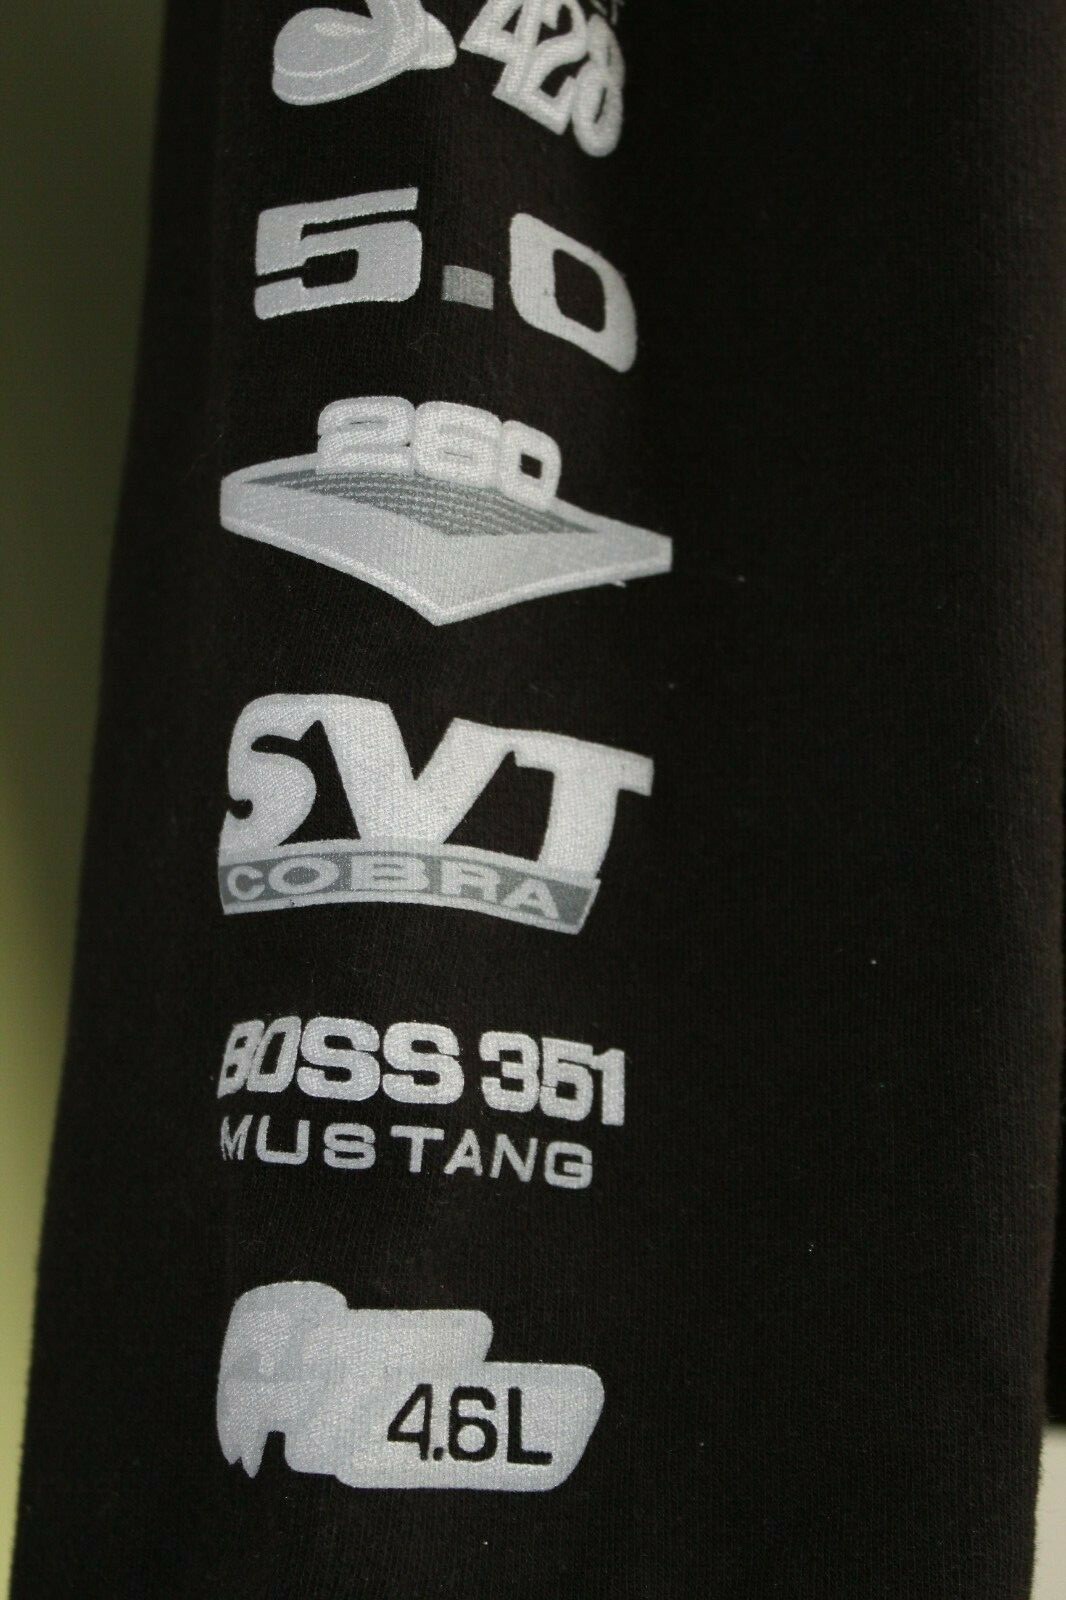 428
5.0
260
SVT
COBRA
BOSS 351
MUSTANG
4.6L